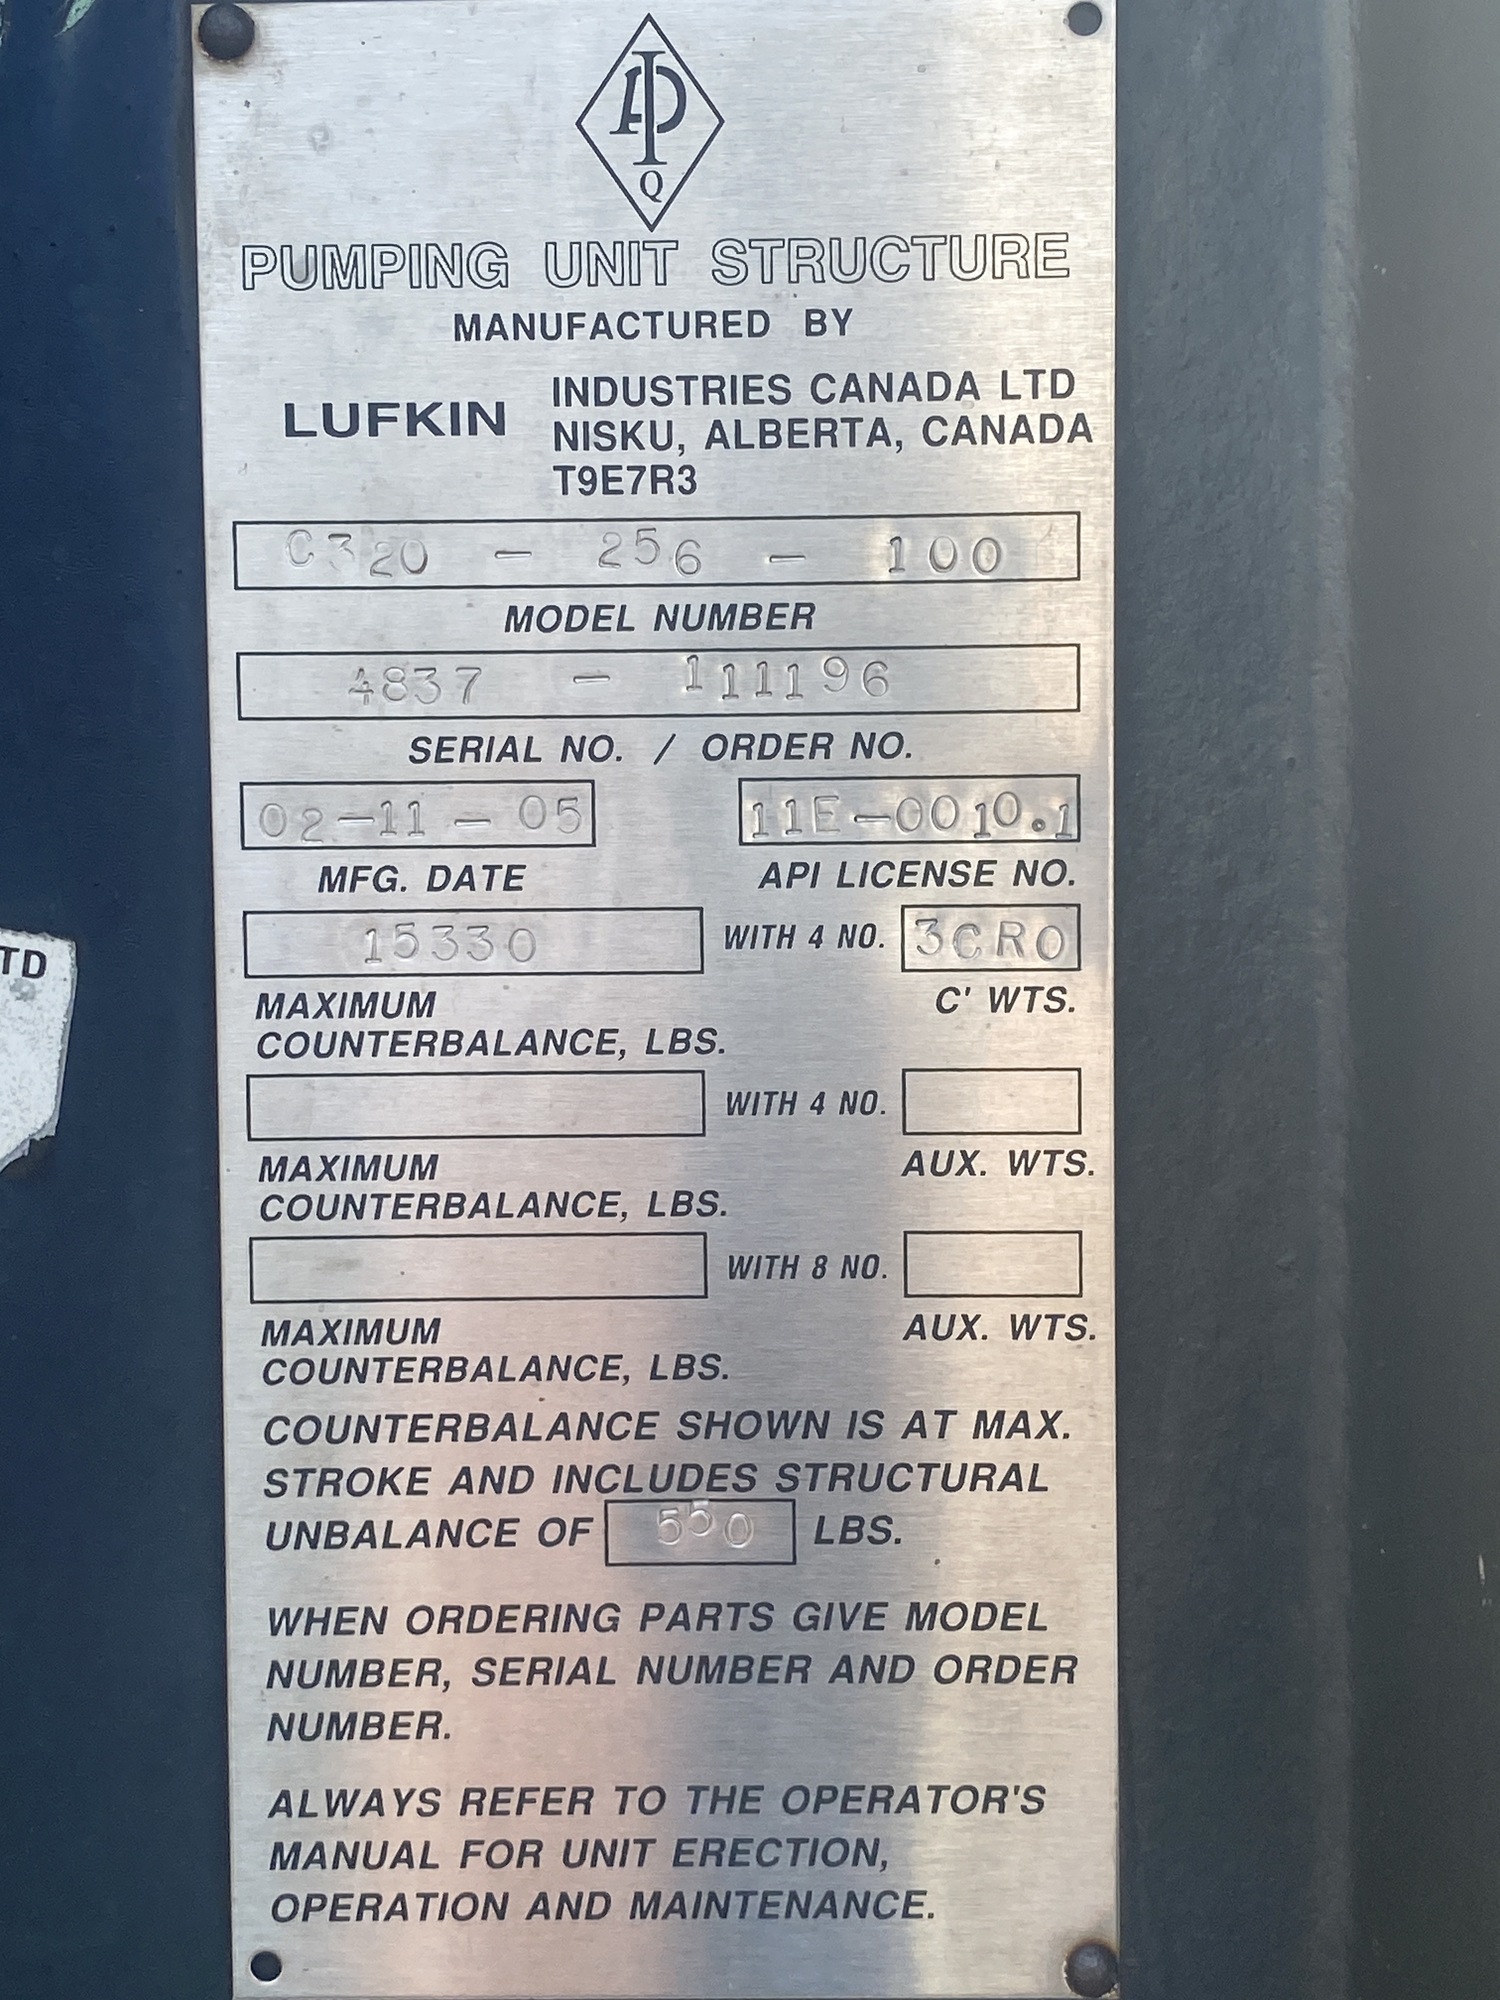 API
Q
PUMPING UNIT STRUCTURE
MANUFACTURED BY
LUFKIN
INDUSTRIES CANADA LTD
NISKU, ALBERTA, CANADA
T9E7R3
C320 - 256 - 100
MODEL NUMBER
4837 - 111196
SERIAL NO. / ORDER NO.
02-11-05 11E-0010.1
MFG. DATE API LICENSE NO.
15330 WITH 4 NO. 3CRO
MAXIMUM C' WTS.
COUNTERBALANCE, LBS.
WITH 4 NO.
MAXIMUM AUX. WTS.
COUNTERBALANCE, LBS.
WITH 8 NO.
MAXIMUM AUX. WTS.
COUNTERBALANCE, LBS.
COUNTERBALANCE SHOWN IS AT MAX.
STROKE AND INCLUDES STRUCTURAL
UNBALANCE OF 550 LBS.
WHEN ORDERING PARTS GIVE MODEL
NUMBER, SERIAL NUMBER AND ORDER
NUMBER.
ALWAYS REFER TO THE OPERATOR'S
MANUAL FOR UNIT ERECTION,
OPERATION AND MAINTENANCE.
TD